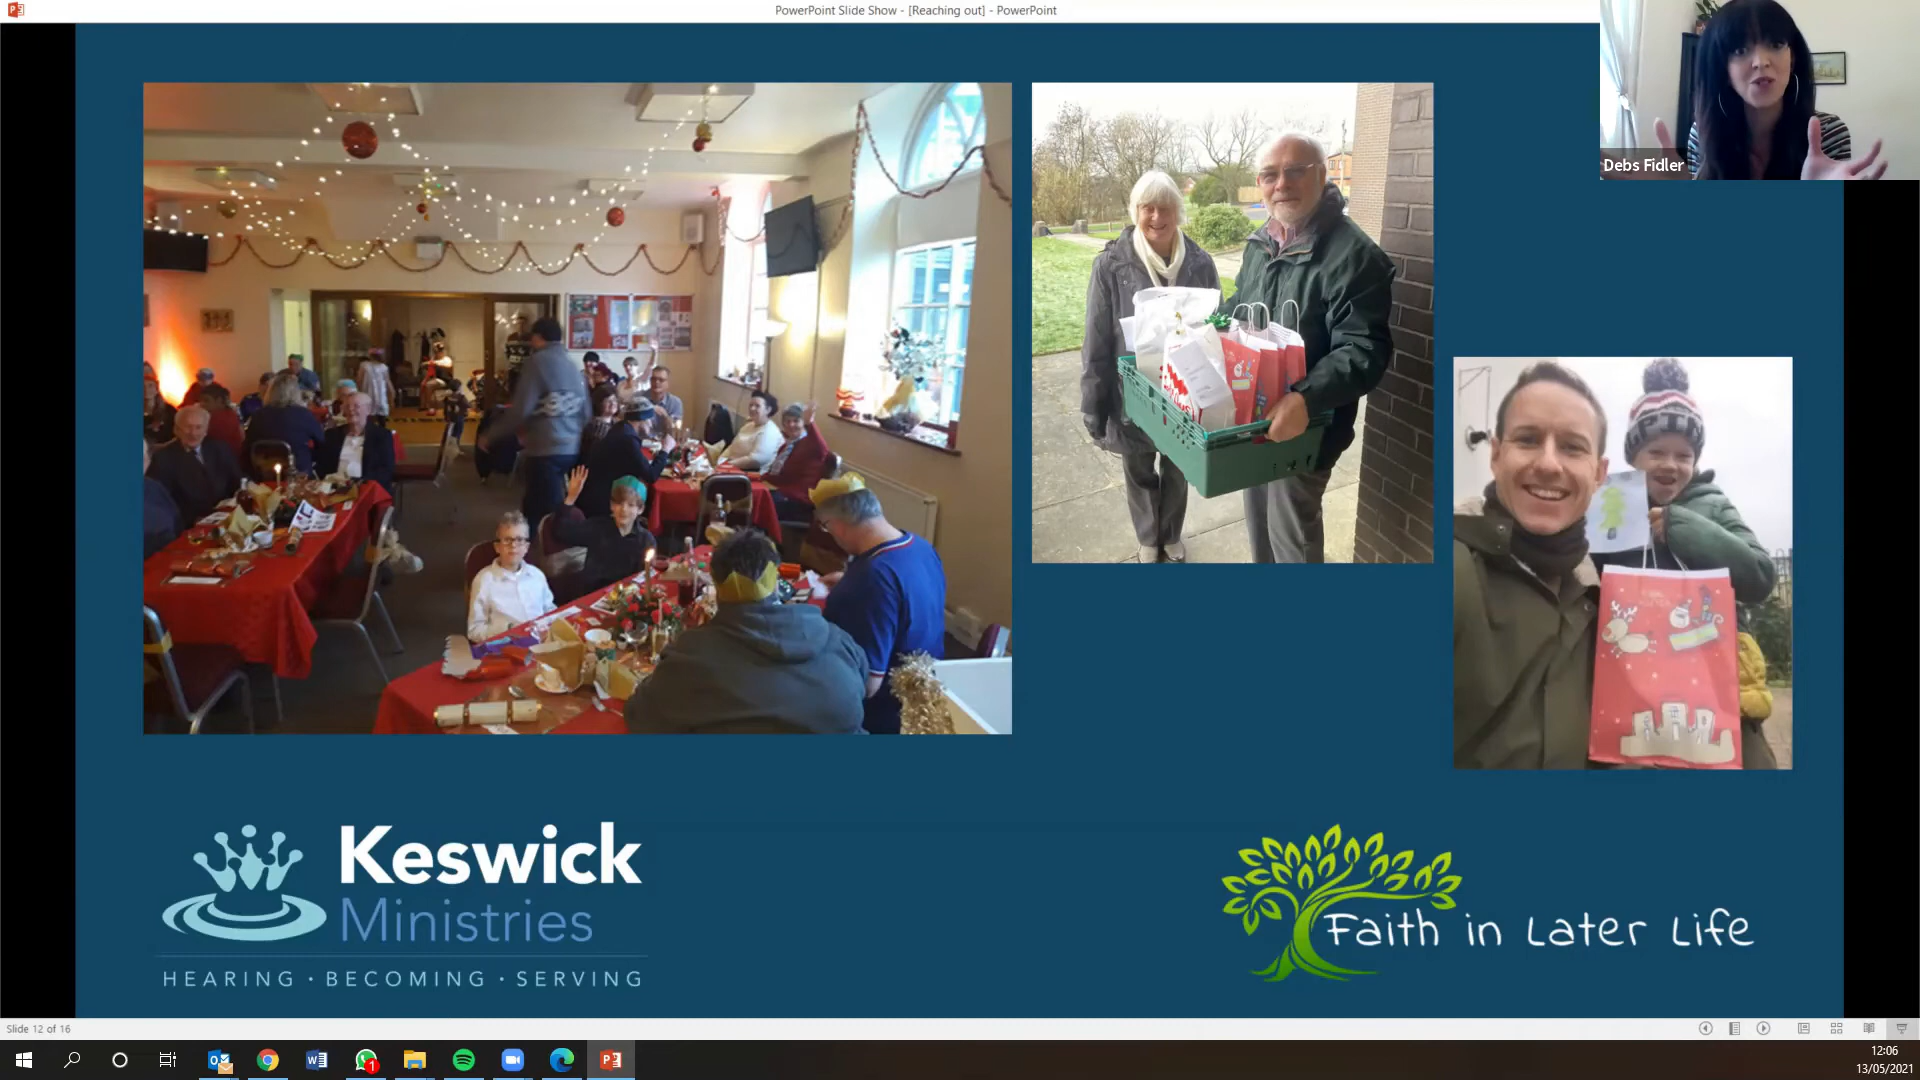 PowerPoint Slide Show - [Reaching out] - PowerPoint
Debs Fidler
Keswick
Ministries
HEARING · BECOMING · SERVING
Faith in Later Life
Slide 12 of 16
1
12:06
13/05/2021